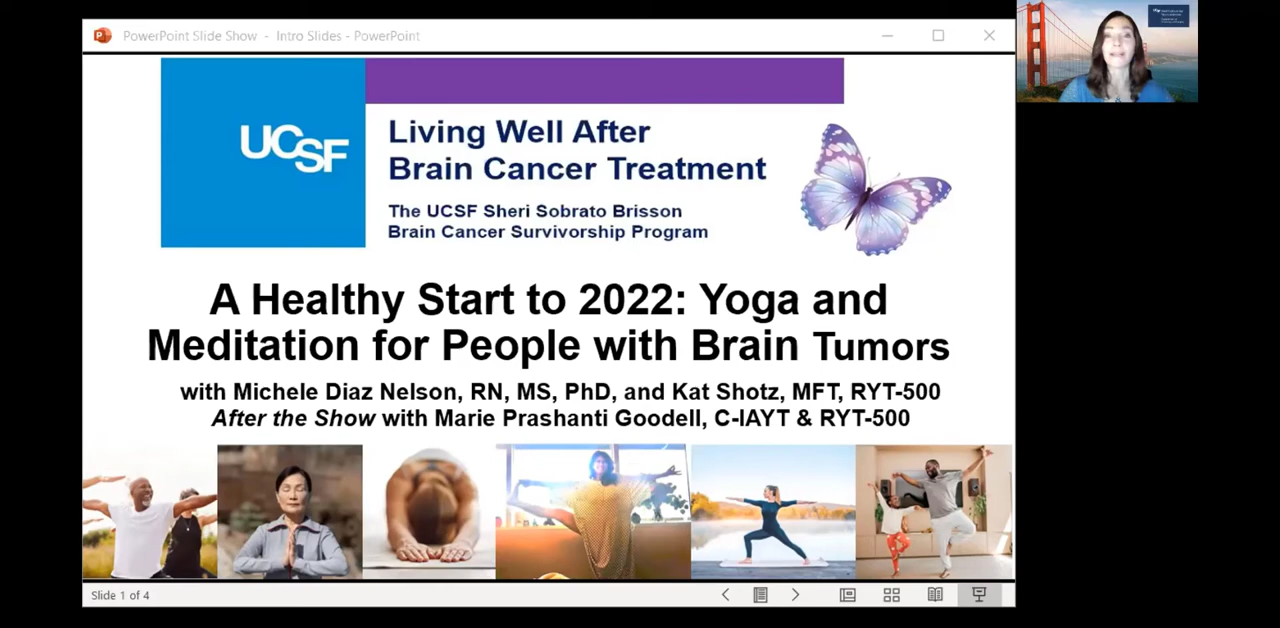 PowerPoint Slide Show - Intro Slides - PowerPoint
UCSF
Living Well After
Brain Cancer Treatment
The UCSF Sheri Sobrato Brisson
Brain Cancer Survivorship Program
A Healthy Start to 2022: Yoga and
Meditation for People with Brain Tumors
with Michele Diaz Nelson, RN, MS, PhD, and Kat Shotz, MFT, RYT-500
After the Show with Marie Prashanti Goodell, C-IAYT & RYT-500
Slide 1 of 4
UCSF